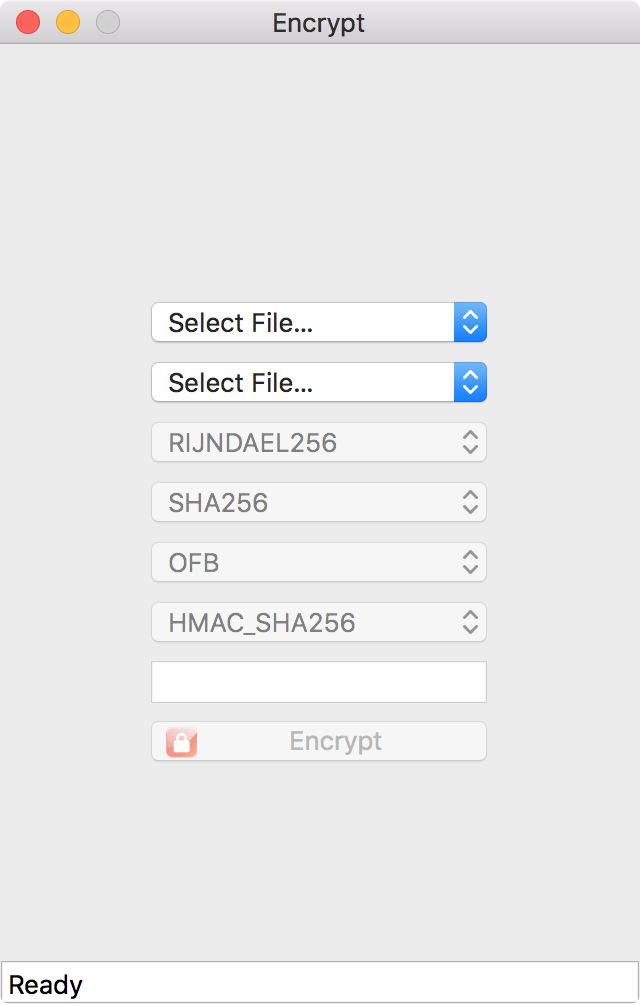 Encrypt
Select File...
Select File...
RIJNDAEL256
SHA256
OFB
HMAC_SHA256
Encrypt
Ready